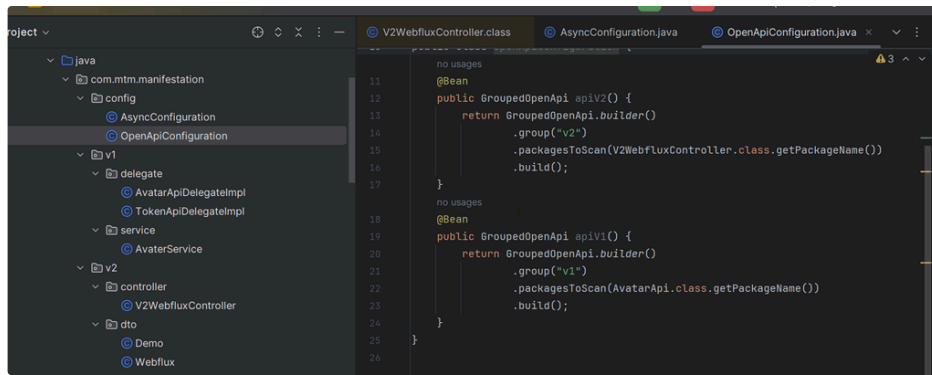 roject
java
com.mtm.manifestation
config
AsyncConfiguration
OpenApiConfiguration
v1
delegate
AvatarApiDelegateImpl
TokenApiDelegateImpl
service
AvaterService
v2
controller
V2WebfluxController
dto
Demo
Webflux
V2WebfluxController.class
AsyncConfiguration.java
OpenApiConfiguration.java
3
no usages
11 @Bean
12 public GroupedOpenApi apiV2() {
13 return GroupedOpenApi.builder()
14 .group("v2")
15 .packagesToScan(V2WebfluxController.class.getPackageName())
16 .build();
17 }
no usages
18 @Bean
19 public GroupedOpenApi apiV1() {
20 return GroupedOpenApi.builder()
21 .group("v1")
22 .packagesToScan(AvatarApi.class.getPackageName())
23 .build();
24 }
25 }
26